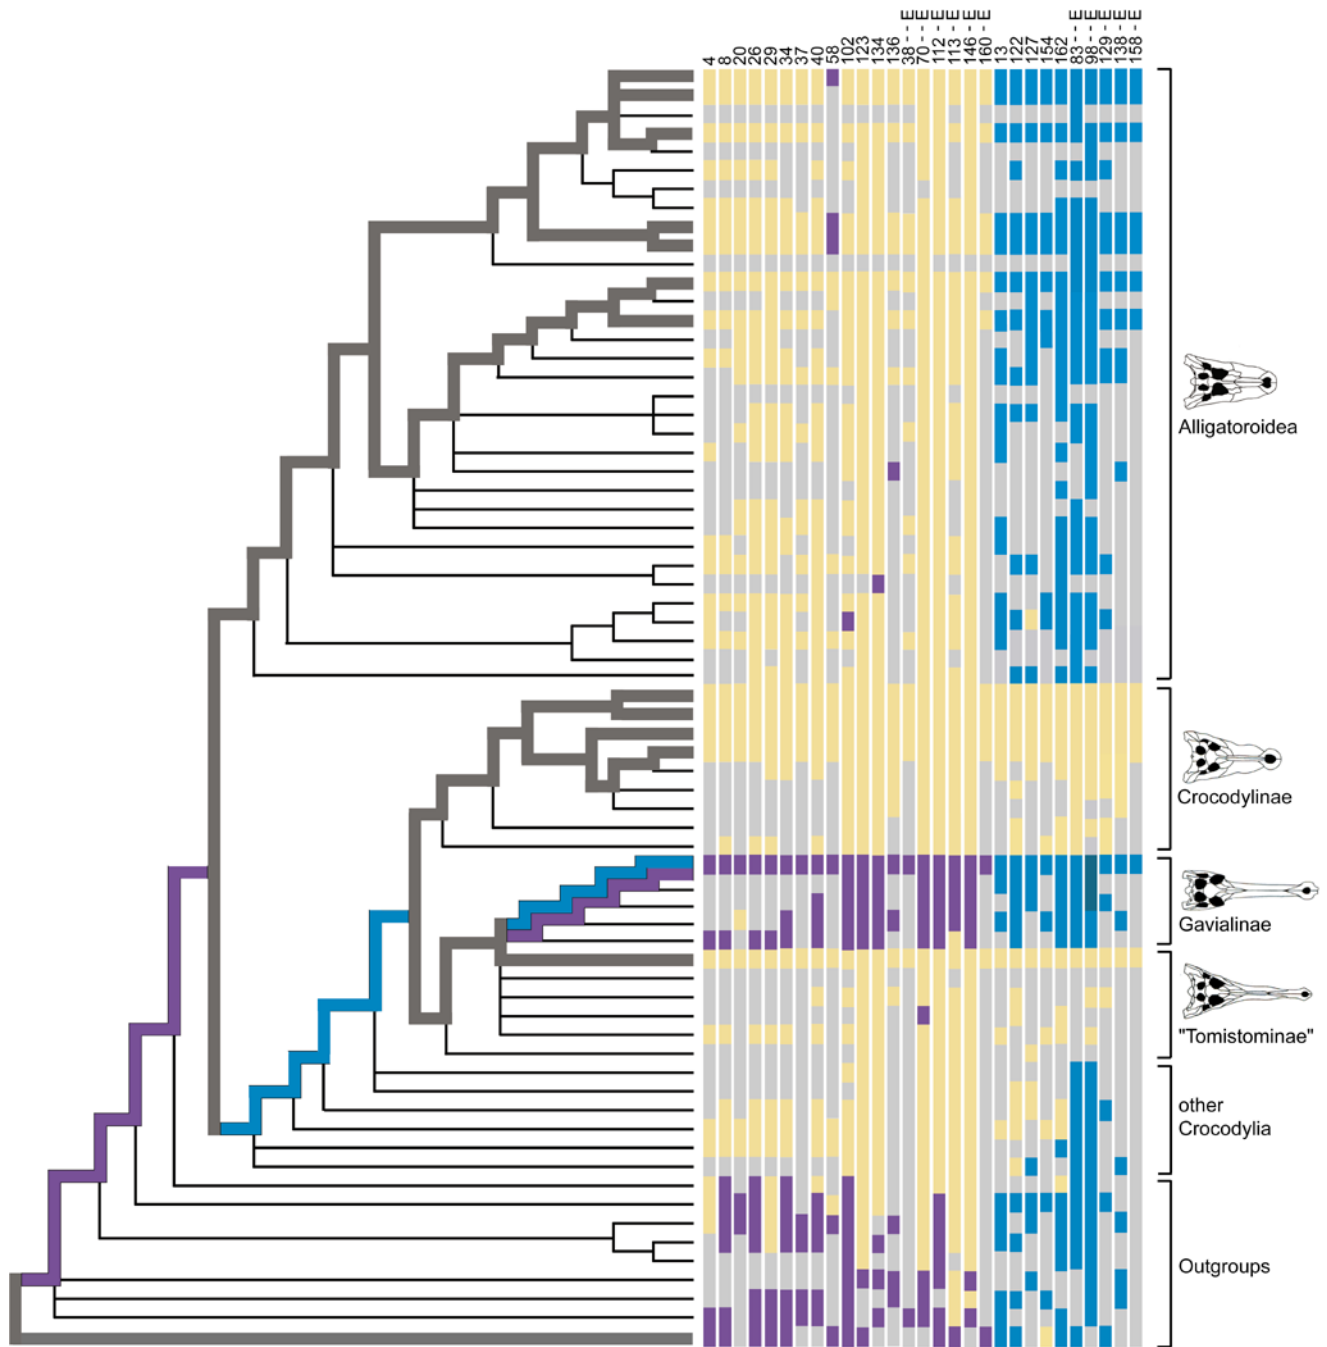 4 8 20 26 29 34 37 40 58 102 123 134 136 38 - - E 70 - - E 112 - E 113 - E 146 - E 160 - E 13 122 127 154 162 83 - - E 98 - - E 129 - E 138 - E 158 - E
Alligatoroidea
Crocodylinae
Gavialinae
"Tomistominae"
other
Crocodylia
Outgroups